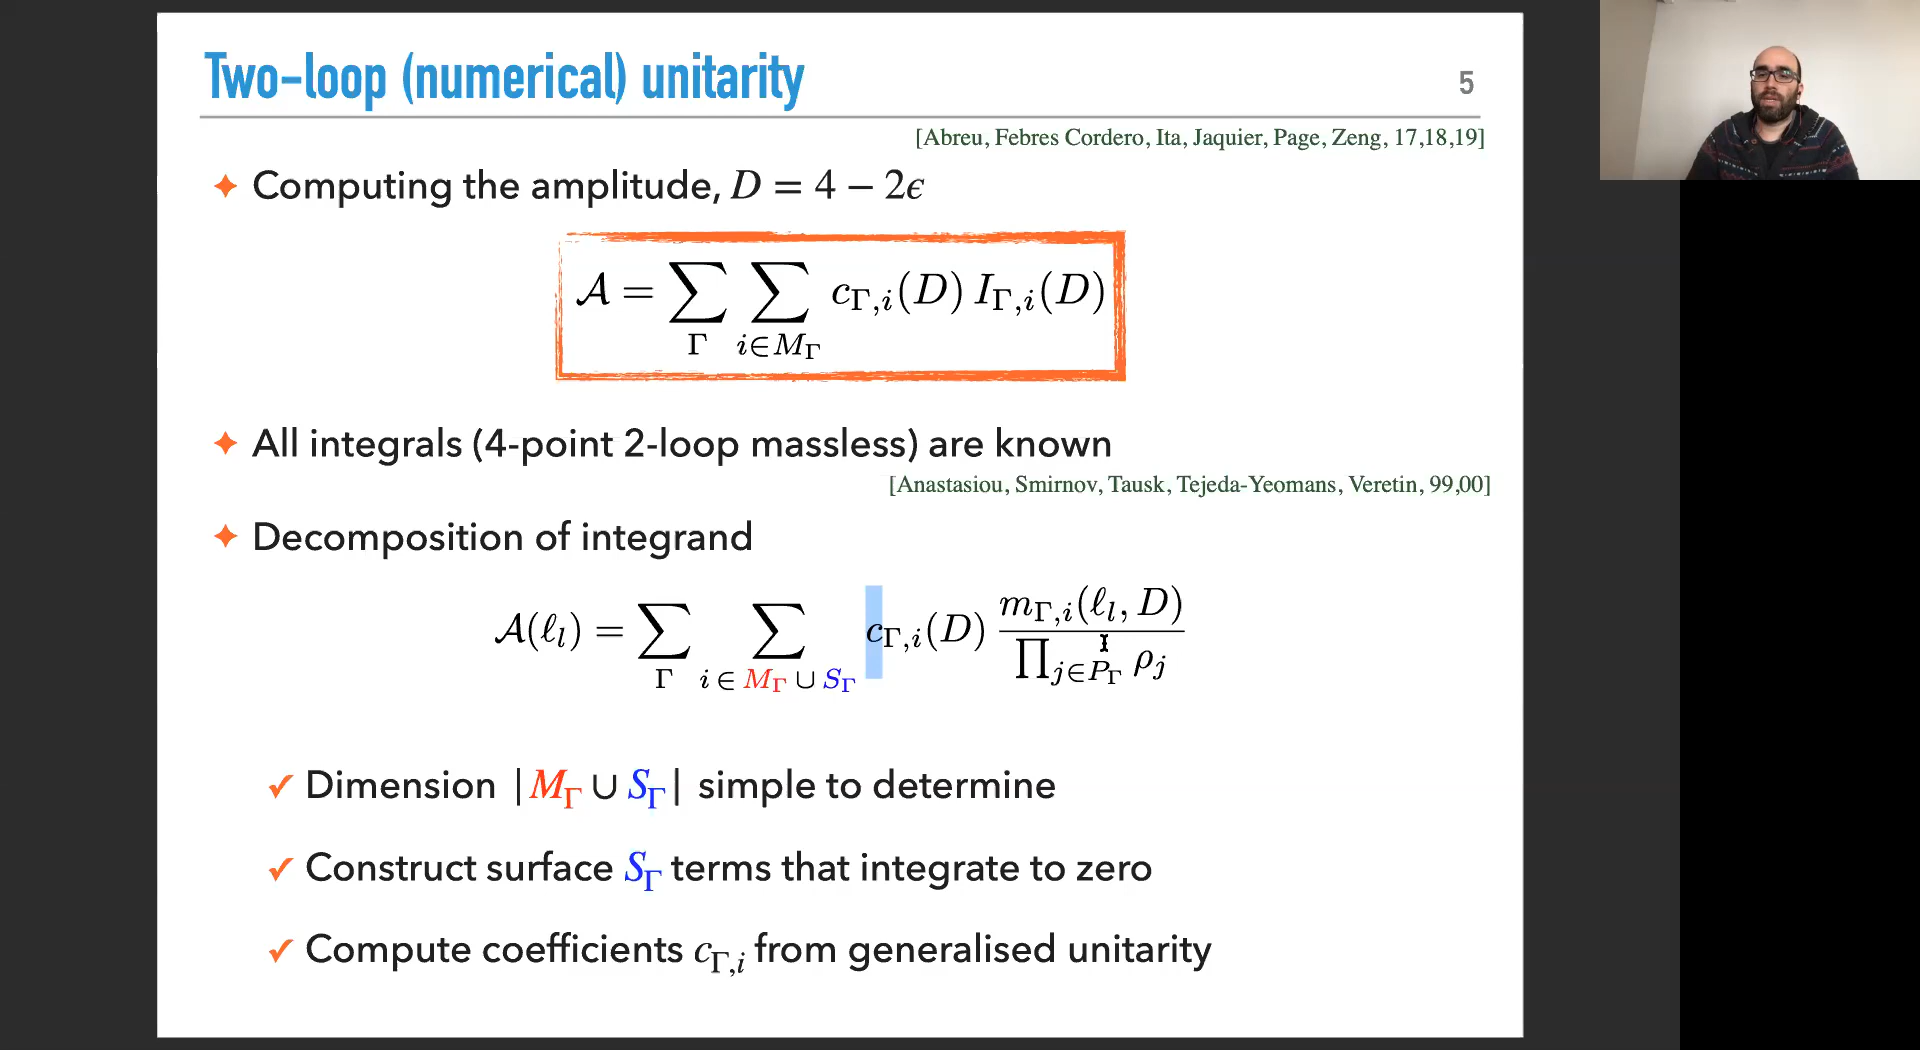 Two-loop (numerical) unitarity
5
[Abreu, Febres Cordero, Ita, Jaquier, Page, Zeng, 17,18,19]
✦ Computing the amplitude, D = 4 − 2ϵ
𝒜 = ∑_Γ ∑_{i∈M_Γ} c_{Γ,i}(D) I_{Γ,i}(D)
✦ All integrals (4-point 2-loop massless) are known
[Anastasiou, Smirnov, Tausk, Tejeda-Yeomans, Veretin, 99,00]
✦ Decomposition of integrand
𝒜(ℓ_l) = ∑_Γ ∑_{i ∈ M_Γ ∪ S_Γ} c_{Γ,i}(D) m_{Γ,i}(ℓ_l, D) / ∏_{j∈P_Γ} ρ_j
✓ Dimension |M_Γ ∪ S_Γ| simple to determine
✓ Construct surface S_Γ terms that integrate to zero
✓ Compute coefficients c_{Γ,i} from generalised unitarity